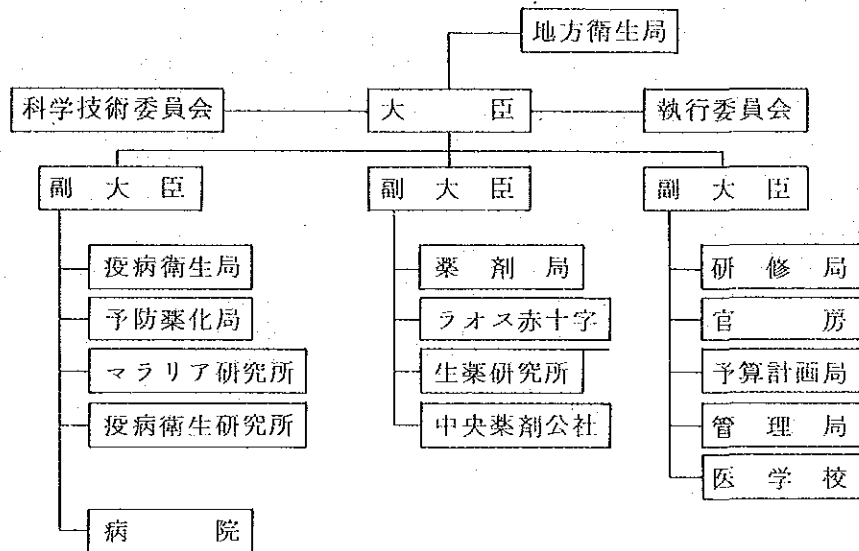 地方衛生局
科学技術委員会
大臣
執行委員会
副大臣
副大臣
副大臣
疫病衛生局
予防薬化局
マラリア研究所
疫病衛生研究所
病院
薬剤局
ラオス赤十字
生薬研究所
中央薬剤公社
研修局
官房
予算計画局
管理局
医学校